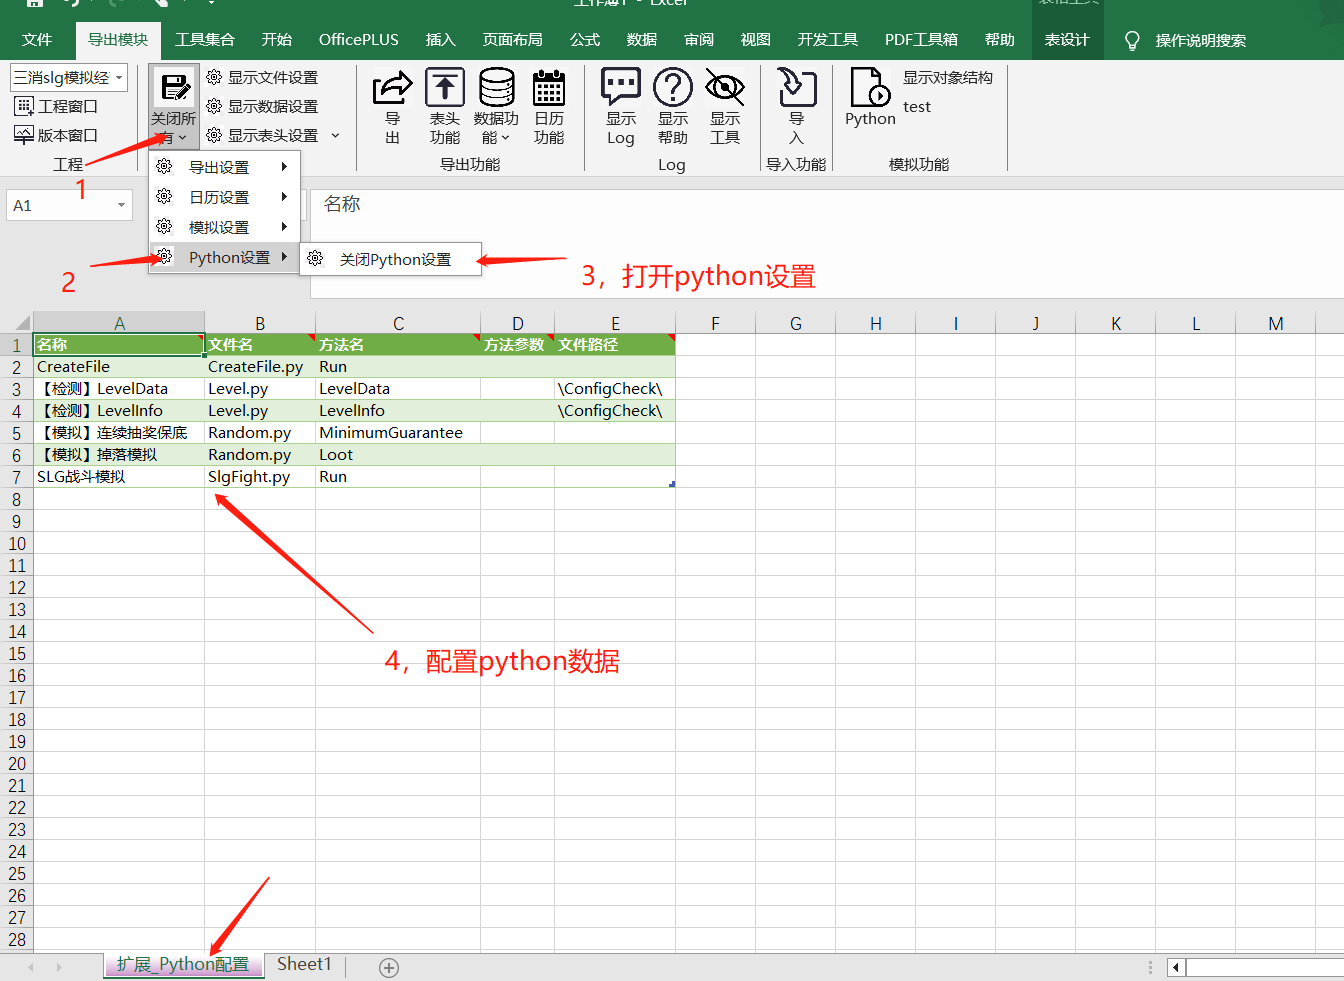 工作簿1 - Excel
表格工具
文件 导出模块 工具集合 开始 OfficePLUS 插入 页面布局 公式 数据 审阅 视图 开发工具 PDF工具箱 帮助 表设计 操作说明搜索
三消slg模拟经
工程窗口
版本窗口
工程
关闭所
有
显示文件设置
显示数据设置
显示表头设置
导
出
表头
功能
数据功
能
日历
功能
导出功能
显示
Log
显示
帮助
显示
工具
Log
导
入
导入功能
Python
显示对象结构
test
模拟功能
1
导出设置
日历设置
模拟设置
Python设置
关闭Python设置
2
3，打开python设置
A1
名称
A B C D E F G H I J K L M
1 名称 文件名 方法名 方法参数 文件路径
2 CreateFile CreateFile.py Run
3 【检测】LevelData Level.py LevelData \ConfigCheck\
4 【检测】LevelInfo Level.py LevelInfo \ConfigCheck\
5 【模拟】连续抽奖保底 Random.py MinimumGuarantee
6 【模拟】掉落模拟 Random.py Loot
7 SLG战斗模拟 SlgFight.py Run
8
9
10
11
12
13
14
15
4，配置python数据
16
17
18
19
20
21
22
23
24
25
26
27
28
扩展_Python配置 Sheet1